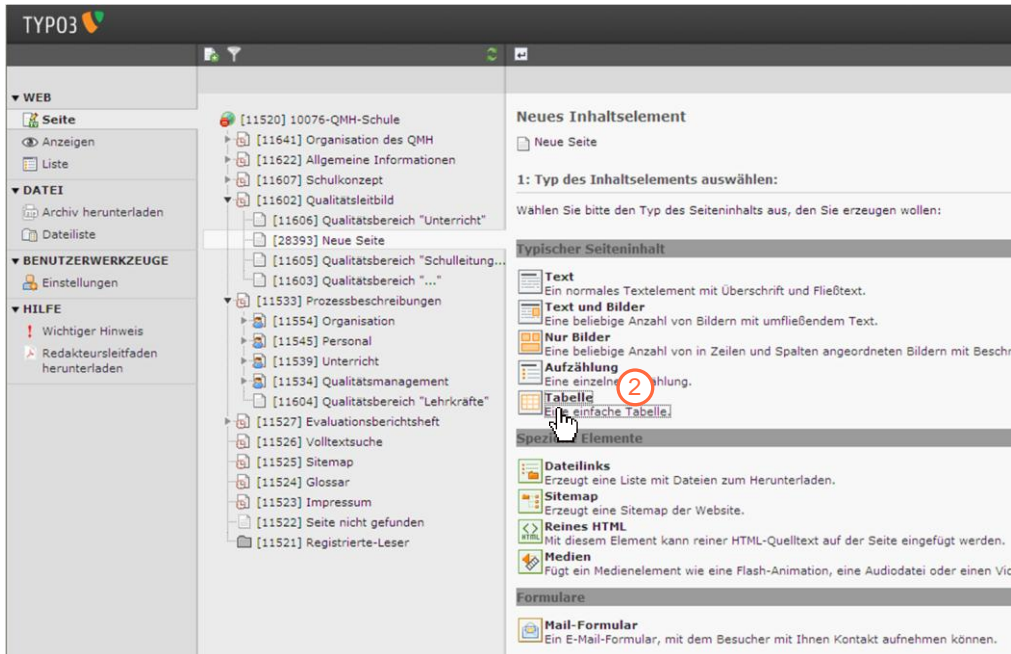 TYPO3
WEB
Seite
Anzeigen
Liste
DATEI
Archiv herunterladen
Dateiliste
BENUTZERWERKZEUGE
Einstellungen
HILFE
Wichtiger Hinweis
Redakteursleitfaden
herunterladen
[11520] 10076-QMH-Schule
[11641] Organisation des QMH
[11622] Allgemeine Informationen
[11607] Schulkonzept
[11602] Qualitätsleitbild
[11606] Qualitätsbereich "Unterricht"
[28393] Neue Seite
[11605] Qualitätsbereich "Schulleitung...
[11603] Qualitätsbereich "..."
[11533] Prozessbeschreibungen
[11554] Organisation
[11545] Personal
[11539] Unterricht
[11534] Qualitätsmanagement
[11604] Qualitätsbereich "Lehrkräfte"
[11527] Evaluationsberichtsheft
[11526] Volltextsuche
[11525] Sitemap
[11524] Glossar
[11523] Impressum
[11522] Seite nicht gefunden
[11521] Registrierte-Leser
Neues Inhaltselement
Neue Seite
1: Typ des Inhaltselements auswählen:
Wählen Sie bitte den Typ des Seiteninhalts aus, den Sie erzeugen wollen:
Typischer Seiteninhalt
Text
Ein normales Textelement mit Überschrift und Fließtext.
Text und Bilder
Eine beliebige Anzahl von Bildern mit umfließendem Text.
Nur Bilder
Eine beliebige Anzahl von in Zeilen und Spalten angeordneten Bildern mit Beschr
Aufzählung
Eine einzelne ählung.
2
Tabelle
Eine einfache Tabelle.
Elemente
Dateilinks
Erzeugt eine Liste mit Dateien zum Herunterladen.
Sitemap
Erzeugt eine Sitemap der Website.
HTML
Reines HTML
Mit diesem Element kann reiner HTML-Quelltext auf der Seite eingefügt werden.
Medien
Fügt ein Medienelement wie eine Flash-Animation, eine Audiodatei oder einen Vid
Formulare
Mail-Formular
Ein E-Mail-Formular, mit dem Besucher mit Ihnen Kontakt aufnehmen können.